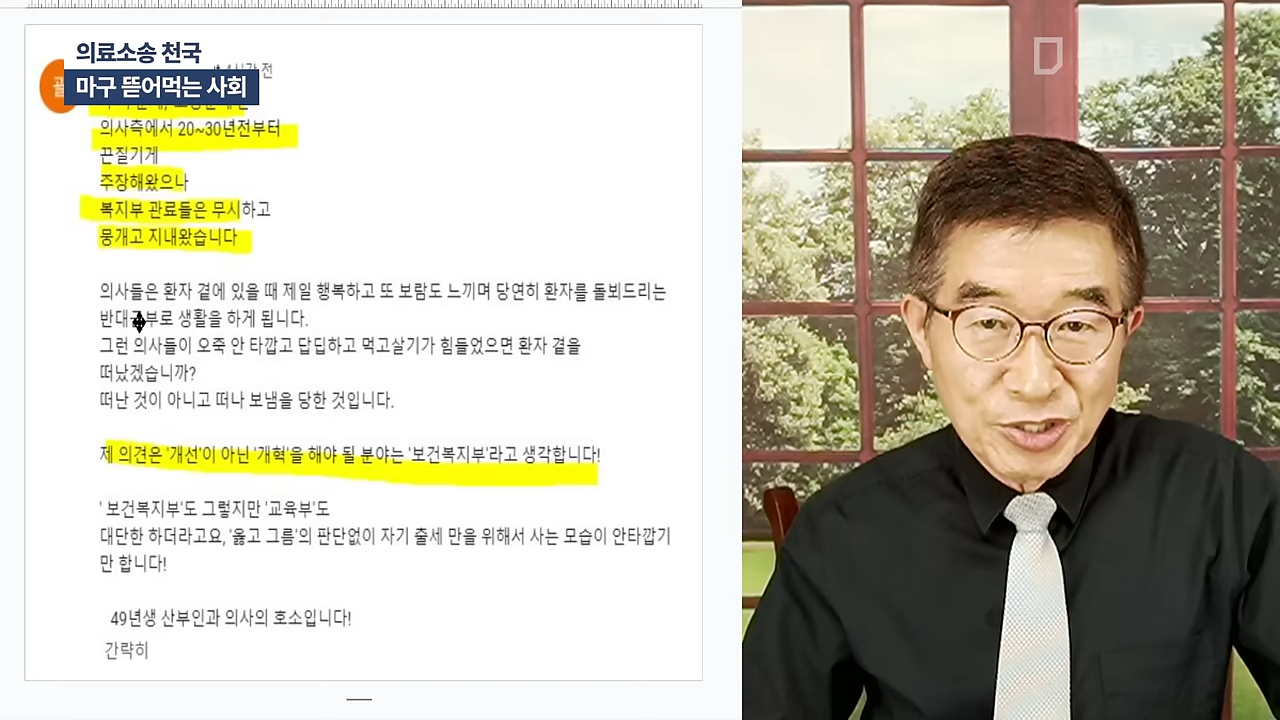 의료소송 천국
마구 뜯어먹는 사회
전
의사측에서 20~30년전부터
끈질기게
주장해왔으나
복지부 관료들은 무시하고
뭉개고 지내왔습니다
의사들은 환자 곁에 있을 때 제일 행복하고 또 보람도 느끼며 당연히 환자를 돌뵈드리는
생활을 하게 됩니다.
그런 의사들이 오죽 안 타깝고 답딥하고 먹고살기가 힘들었으면 환자 곁을
떠났겠습니까?
떠난 것이 아니고 떠나 보냄을 당한 것입니다.
제 의견은 '개선'이 아닌 '개혁'을 해야 될 분야는 '보건복지부'라고 생각합니다!
' 보건복지부'도 그렇지만 '교육부'도
대단한 하더라고요, '옳고 그름'의 판단없이 자기 출세 만을 위해서 사는 모습이 안타깝기
만 합니다!
49년생 산부인과 의사의 호소입니다!
간략히